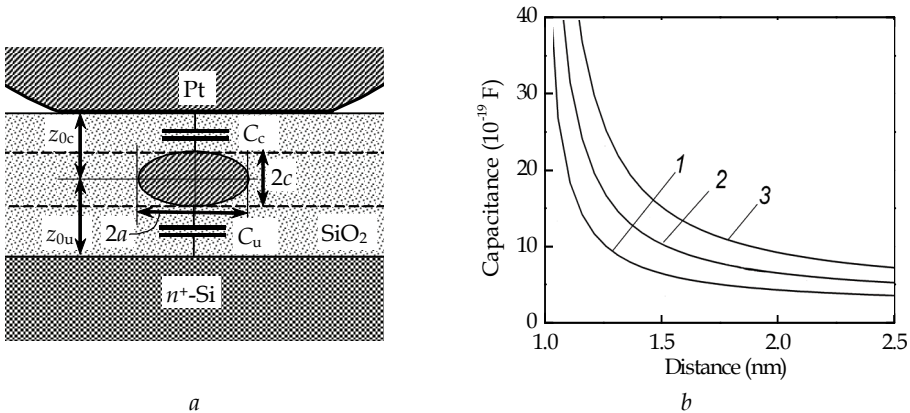 Pt
z0c
Cc
2c
z0u
2a
Cu
SiO2
n+-Si
a
Capacitance (10-19 F)
40
30
20
10
0
1
2
3
1.0
1.5
2.0
2.5
Distance (nm)
b